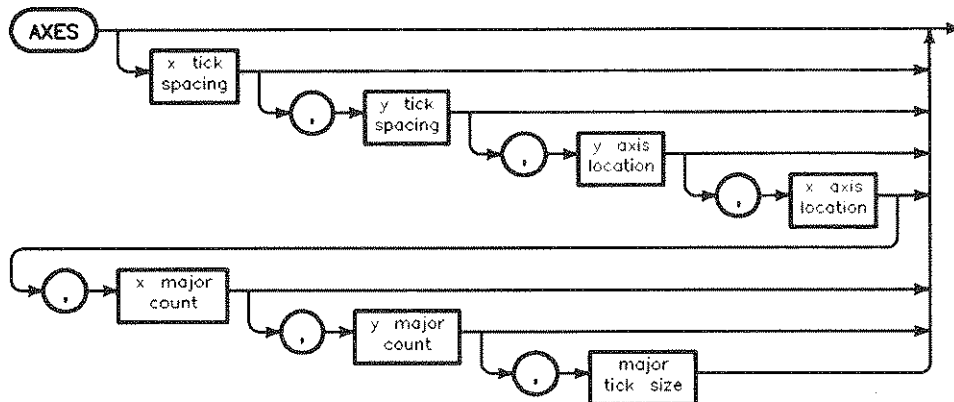 AXES
x tick
spacing
,
y tick
spacing
,
y axis
location
,
x axis
location
,
x major
count
,
y major
count
,
major
tick size